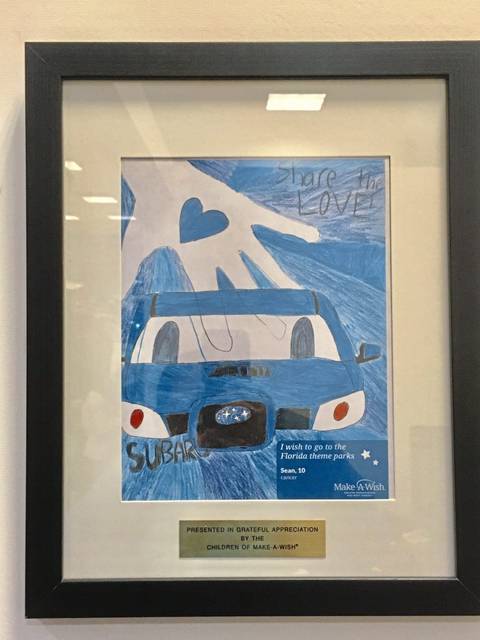 Share the
LOVE!
SUBARU
I wish to go to the
Florida theme parks
Sean, 10
cancer
Make-A-Wish.
PRESENTED IN GRATEFUL APPRECIATION
BY THE
CHILDREN OF MAKE-A-WISH®